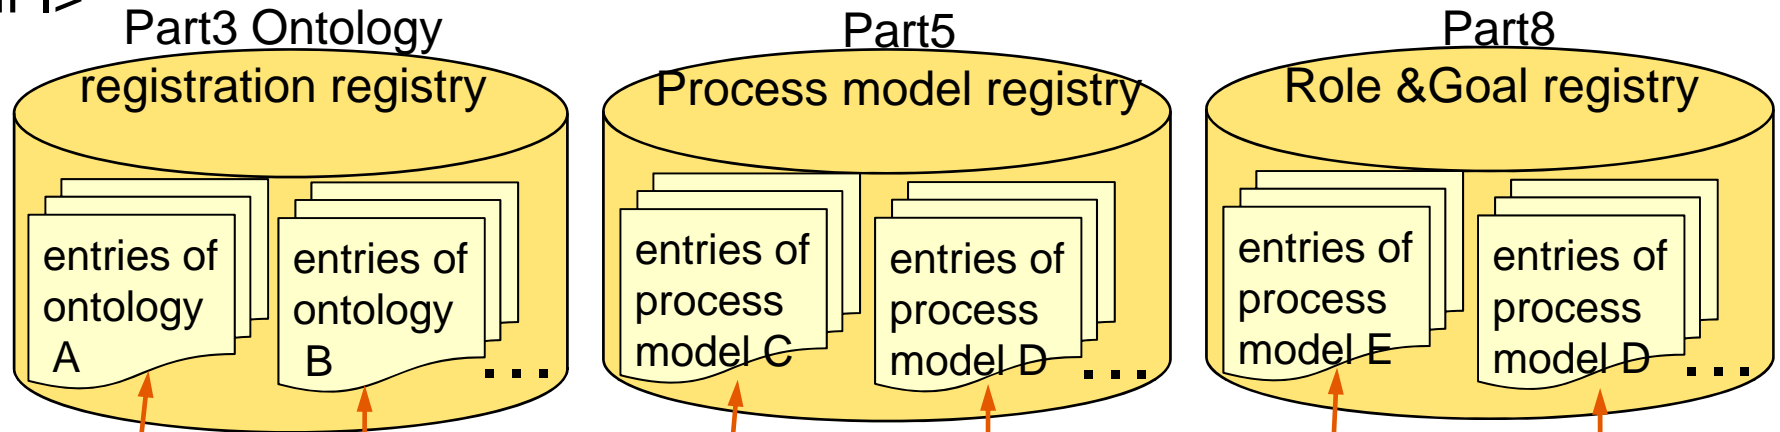 Part3 Ontology
registration registry
entries of
ontology
A
entries of
ontology
B
...
Part5
Process model registry
entries of
process
model C
entries of
process
model D
...
Part8
Role &Goal registry
entries of
process
model E
entries of
process
model D
...